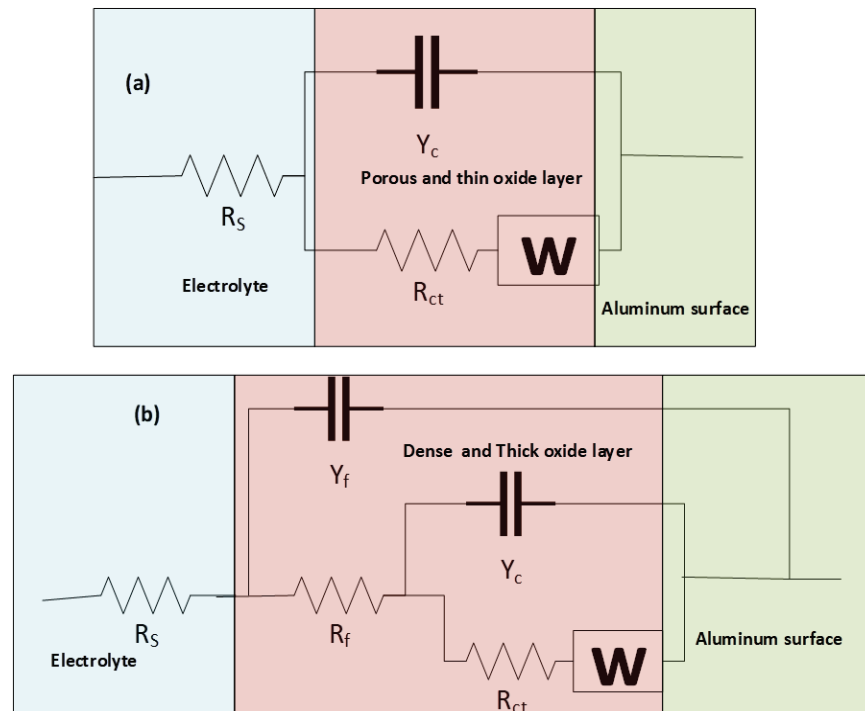 (a)
Y_c
Porous and thin oxide layer
R_S
W
R_ct
Electrolyte
Aluminum surface
(b)
Y_f
Dense and Thick oxide layer
Y_c
R_S
R_f
Electrolyte
W
Aluminum surface
R_ct